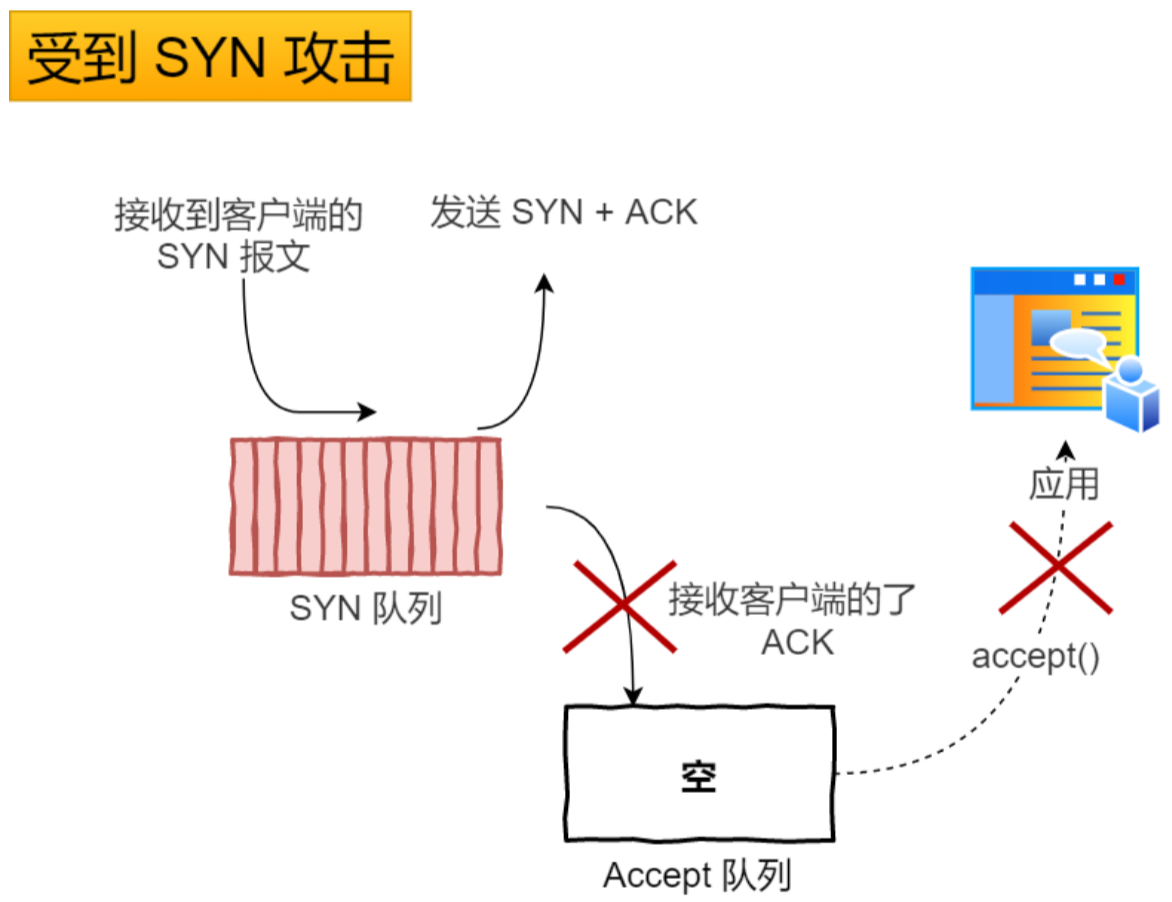 受到 SYN 攻击
接收到客户端的
SYN 报文
发送 SYN + ACK
SYN 队列
接收客户端的了
ACK
应用
accept()
空
Accept 队列